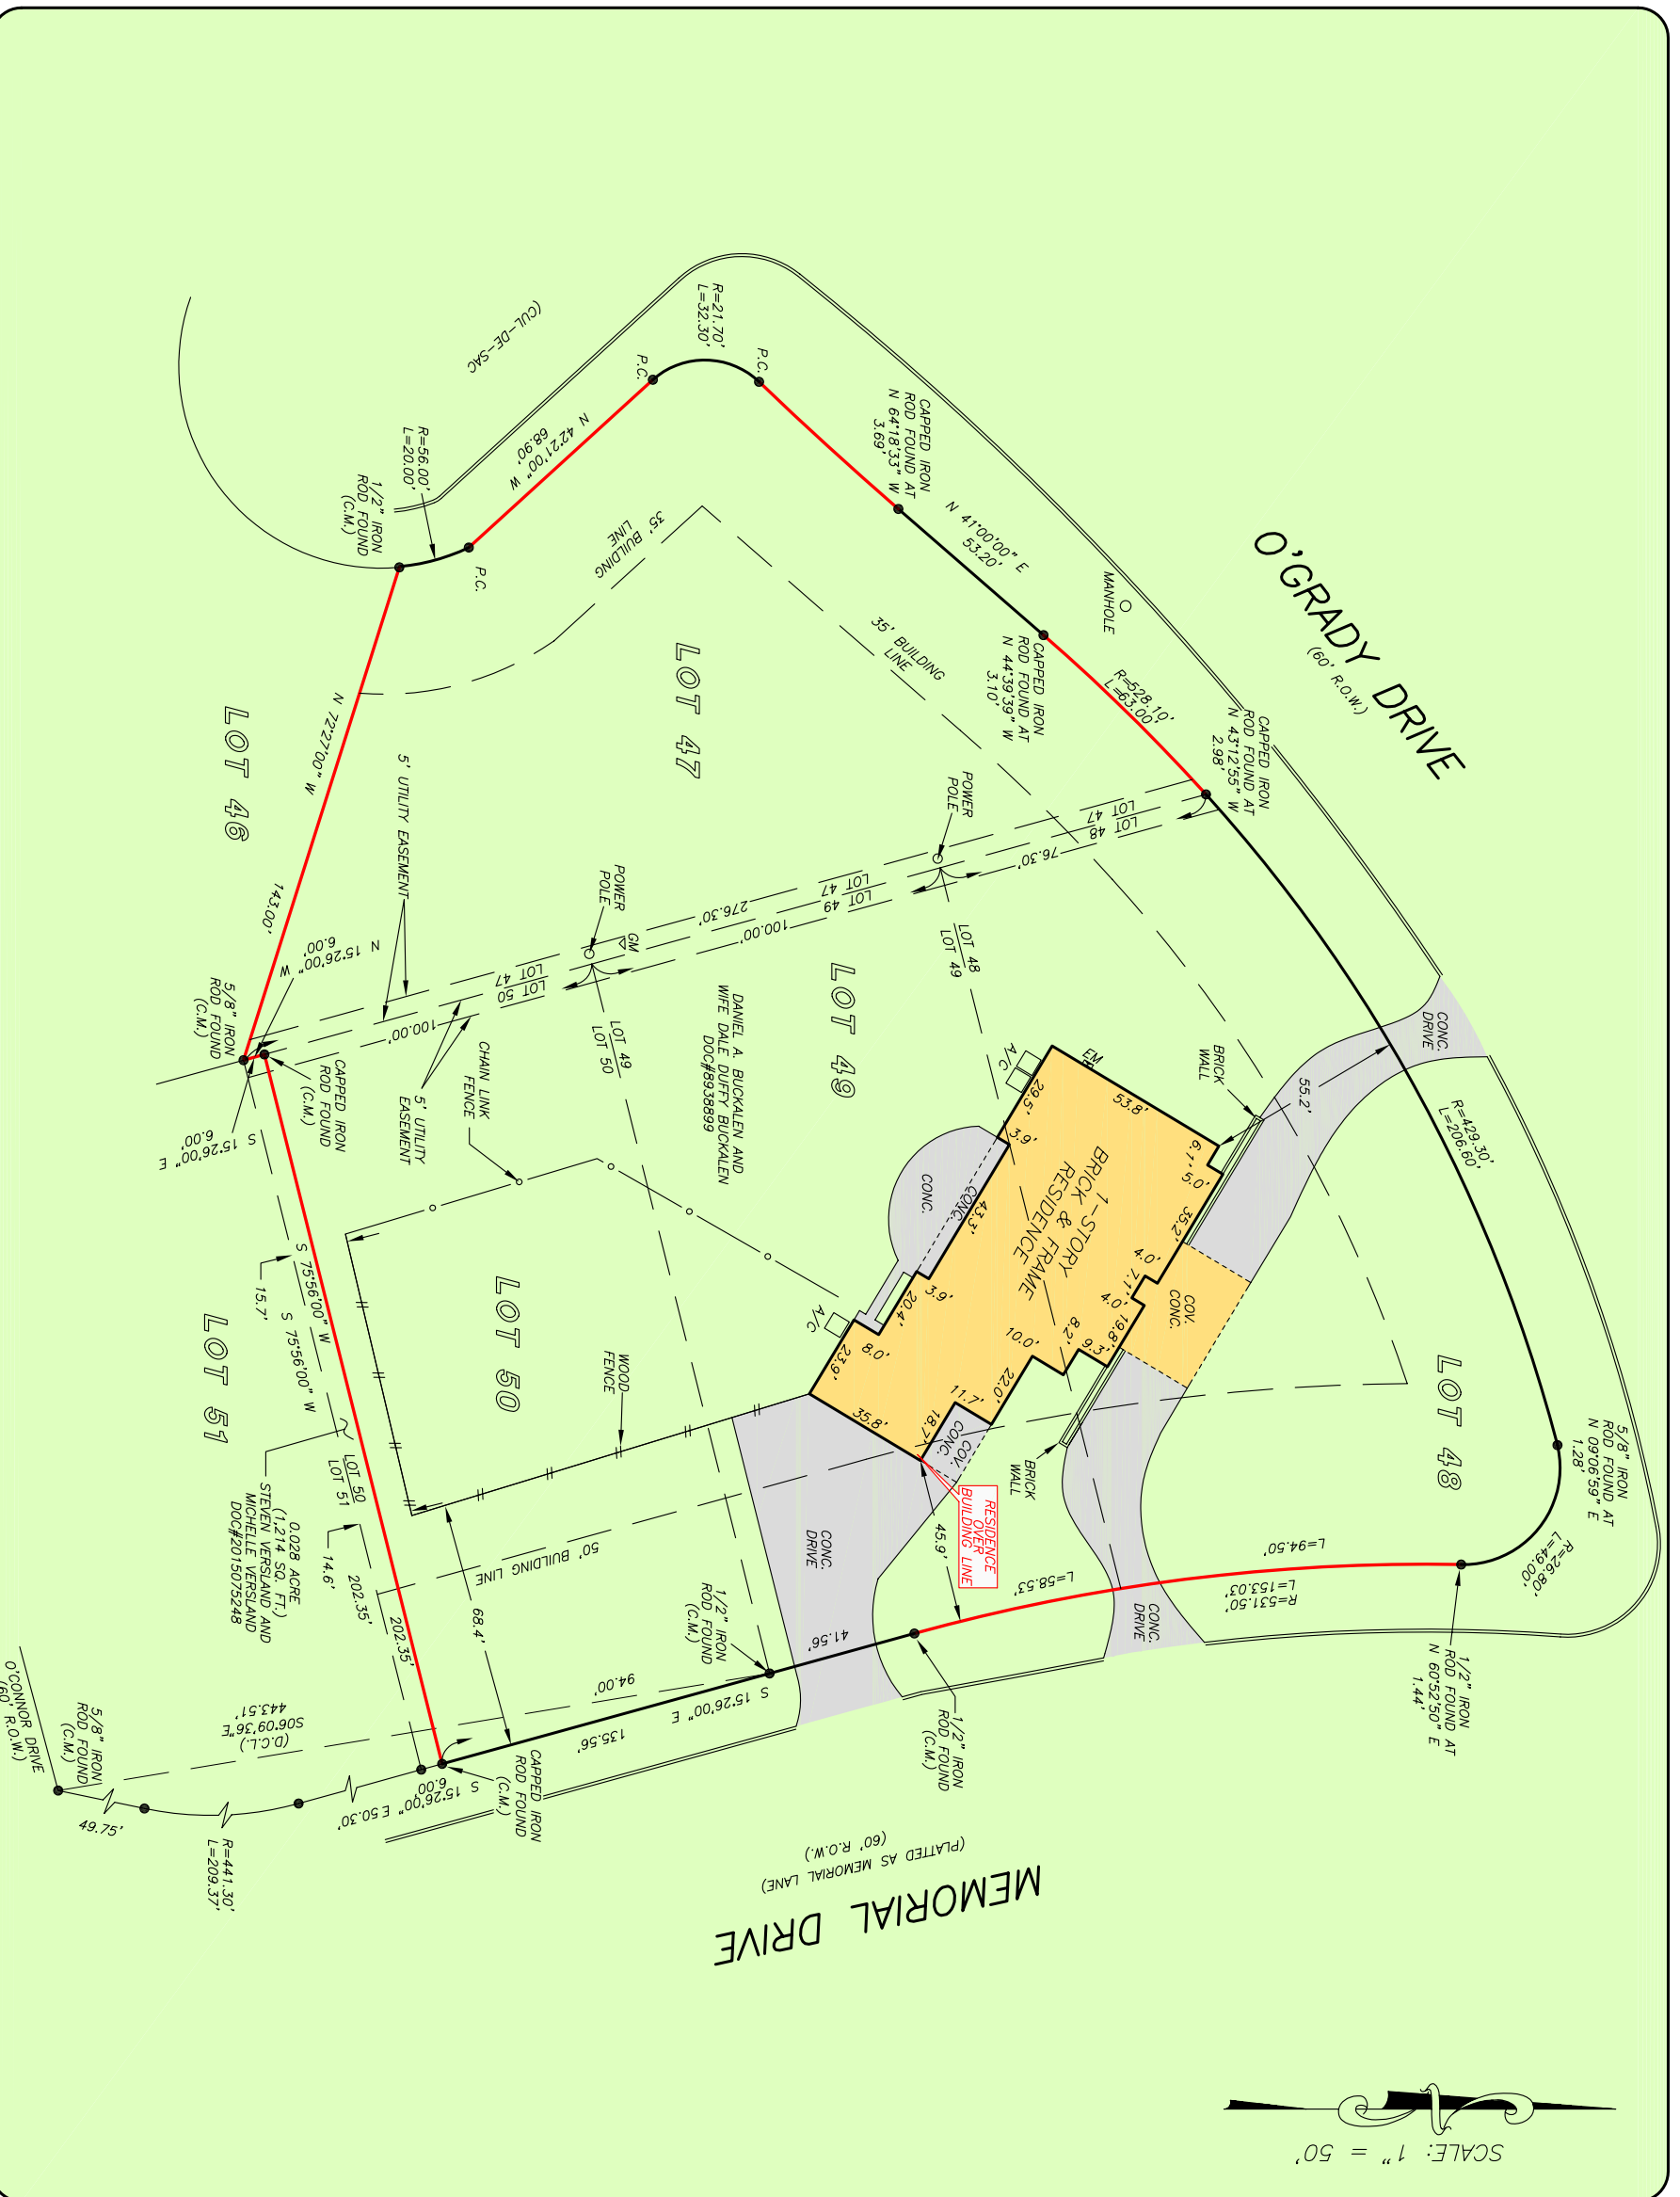 O'GRADY DRIVE
(60' R.O.W.)
(CUL-DE-SAC
R=21.70'
L=32.30'
P.C.
P.C.
N 42°21'00" W
68.90'
R=56.00'
L=20.00'
P.C.
1/2" IRON
ROD FOUND
(C.M.)
CAPPED IRON
ROD FOUND AT
N 64°18'33" W
3.69'
N 41°00'00" E
53.20'
MANHOLE
CAPPED IRON
ROD FOUND AT
N 44°39'39" W
3.10'
R=528.10'
L=63.00'
CAPPED IRON
ROD FOUND AT
N 43°12'55" W
2.98'
35' BUILDING
LINE
35' BUILDING
LINE
LOT 47
LOT 46
N 72°27'00" W
143.00'
5' UTILITY EASEMENT
POWER
POLE
POWER
POLE
GM
LOT 47
LOT 48
76.30'
LOT 47
LOT 49
276.30'
100.00'
LOT 47
LOT 50
100.00'
LOT 48
LOT 49
LOT 49
LOT 50
LOT 49
DANIEL A. BUCKALEN AND
WIFE DALE DUFFY BUCKALEN
DOC#8938899
N 15°26'00" W
6.00'
5/8" IRON
ROD FOUND
(C.M.)
CAPPED IRON
ROD FOUND
(C.M.)
S 15°26'00" E
6.00'
5' UTILITY
EASEMENT
CHAIN LINK
FENCE
CONC.
DRIVE
BRICK
WALL
55.2'
R=429.30'
L=206.60'
A/C
EM
29.5'
53.8'
3.9'
6.1'
5.0'
35.2'
1-STORY
BRICK & FRAME
RESIDENCE
43.3'
CONC.
CONC.
3.9'
20.4'
8.0'
23.9'
A/C
35.8'
4.0'
7.1'
4.0'
19.8'
9.3'
8.2'
10.0'
22.0'
11.7'
18.7'
COV.
CONC.
COV.
CONC.
BRICK
WALL
RESIDENCE
OVER
BUILDING LINE
45.9'
LOT 48
5/8" IRON
ROD FOUND AT
N 09°06'59" E
1.28'
R=26.80'
L=49.00'
L=94.50'
L=153.03'
R=531.50'
L=58.53'
CONC.
DRIVE
CONC.
DRIVE
1/2" IRON
ROD FOUND AT
N 60°52'50" E
1.44'
1/2" IRON
ROD FOUND
(C.M.)
1/2" IRON
ROD FOUND
(C.M.)
41.56'
LOT 50
WOOD
FENCE
50' BUILDING LINE
68.4'
94.00'
S 15°26'00" E
135.56'
S 75°56'00" W
S 75°56'00" W
15.7'
LOT 51
LOT 50
LOT 51
14.6'
202.35'
202.35'
0.028 ACRE
(1,214 SQ. FT.)
STEVEN VERSLAND AND
MICHELLE VERSLAND
DOC#2015075248
CAPPED IRON
ROD FOUND
(C.M.)
S 15°26'00" E 50.30'
6.00'
(D.C.L.)
S06°09'36"E
443.51'
5/8" IRON
ROD FOUND
(C.M.)
O'CONNOR DRIVE
(60' R.O.W.)
49.75'
R=441.30'
L=209.37'
MEMORIAL DRIVE
(PLATTED AS MEMORIAL LANE)
(60' R.O.W.)
SCALE: 1" = 50'